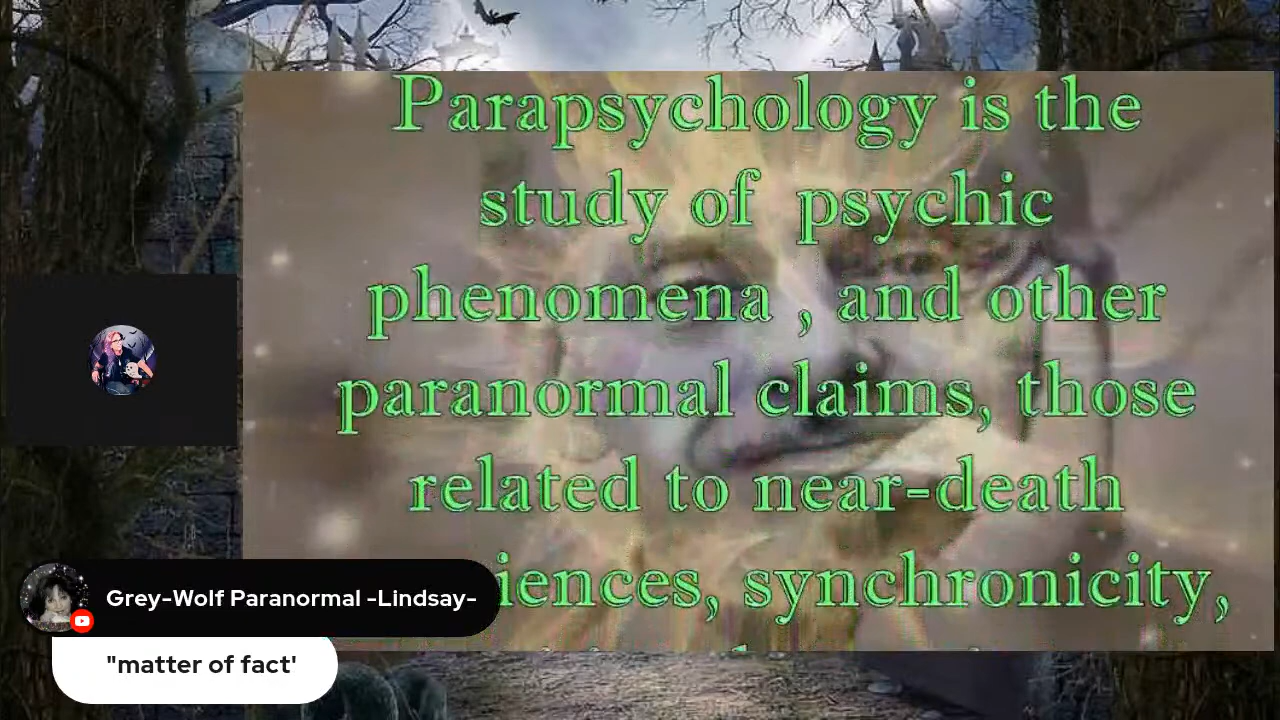 Parapsychology is the
study of psychic
phenomena , and other
paranormal claims, those
related to near-death
iences, synchronicity,
Grey-Wolf Paranormal -Lindsay-
"matter of fact'